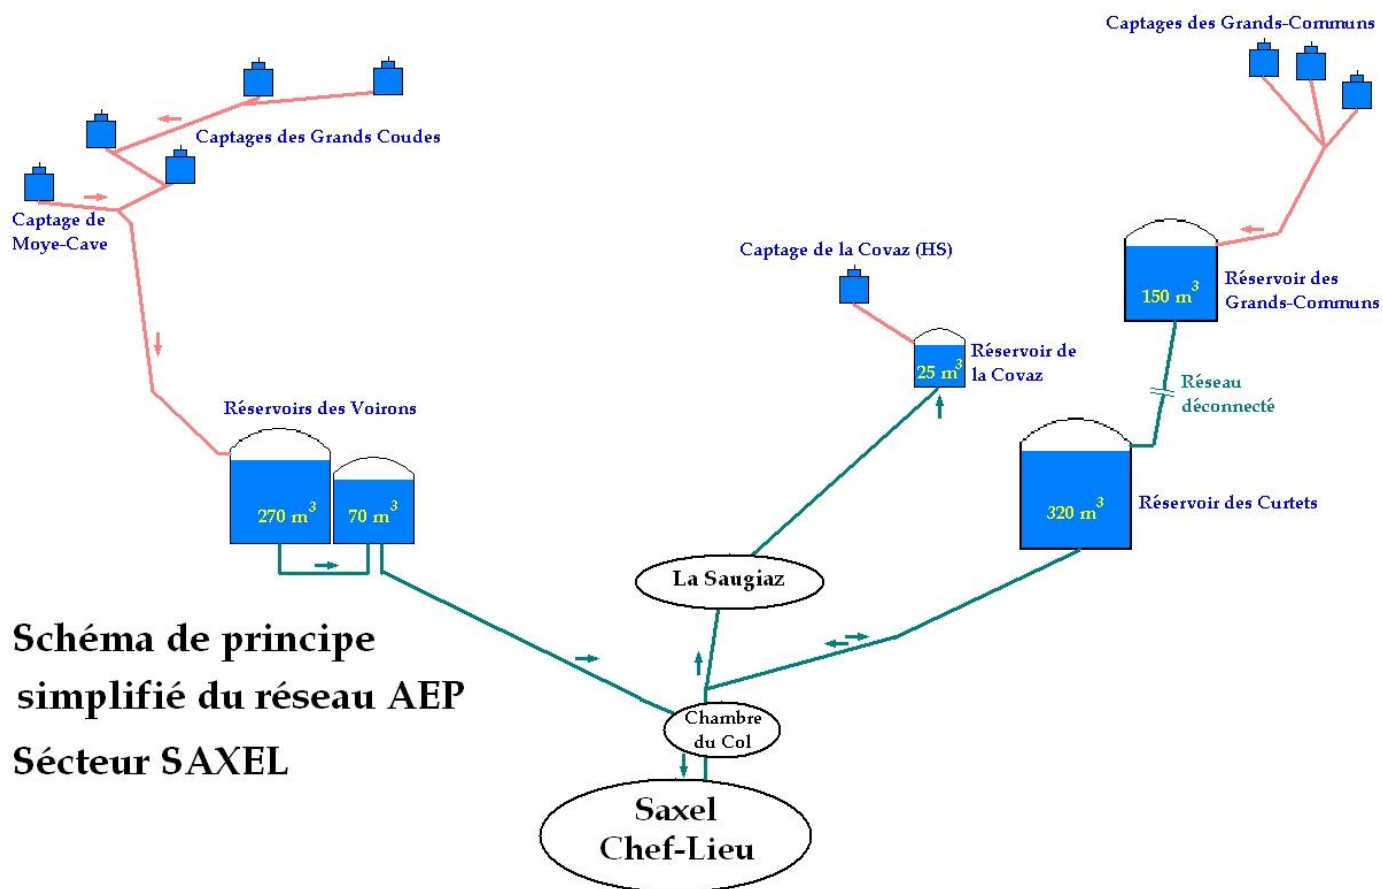 Captages des Grands-Communs
Captages des Grands Coudes
Captage de
Moye-Cave
Captage de la Covaz (HS)
150 m³
Réservoir des
Grands-Communs
25 m³
Réservoir de
la Covaz
Réseau
déconnecté
Réservoirs des Voirons
270 m³
70 m³
320 m³
Réservoir des Curtets
La Saugiaz
Schéma de principe
simplifié du réseau AEP
Sécteur SAXEL
Chambre
du Col
Saxel
Chef-Lieu